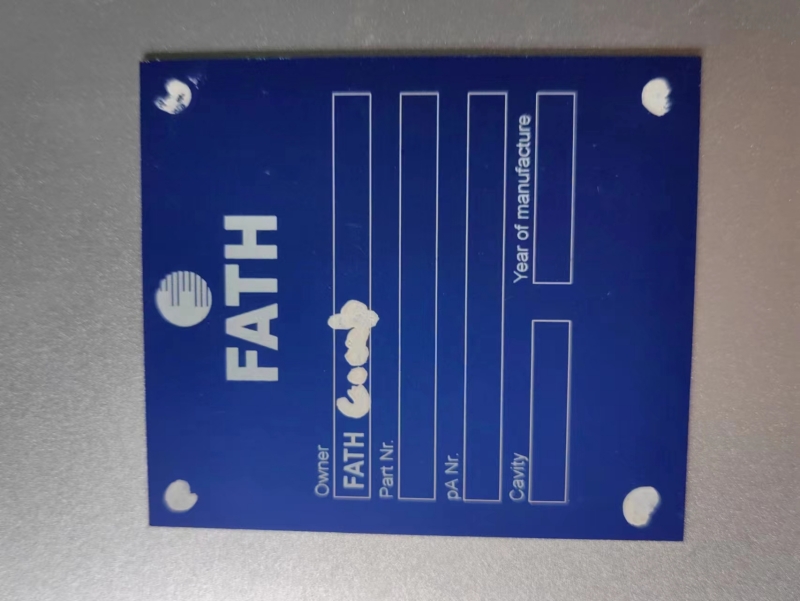 FATH
Owner
FATH
Part Nr.
pA Nr.
Cavity
Year of manufacture